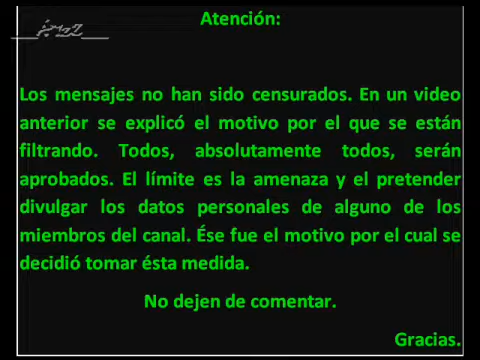 Atención:
Los mensajes no han sido censurados. En un video
anterior se explicó el motivo por el que se están
filtrando. Todos, absolutamente todos, serán
aprobados. El límite es la amenaza y el pretender
divulgar los datos personales de alguno de los
miembros del canal. Ése fue el motivo por el cual se
decidió tomar ésta medida.
No dejen de comentar.
Gracias.